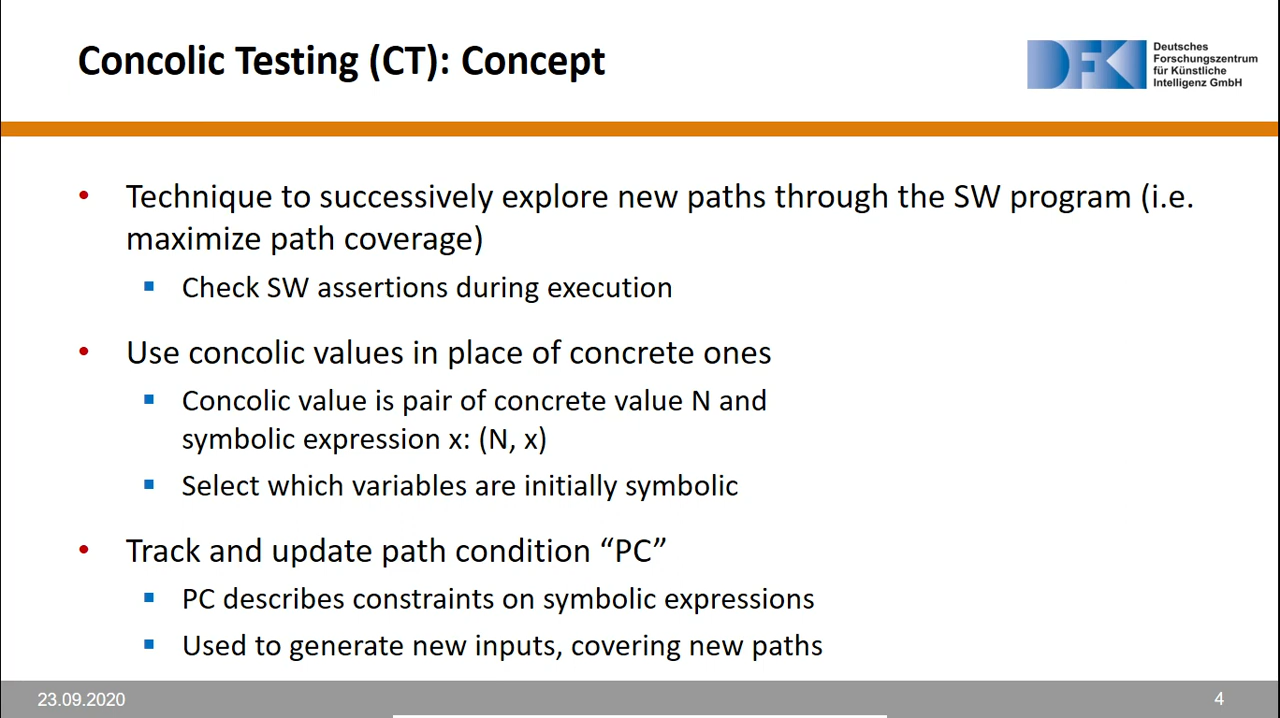 Concolic Testing (CT): Concept
Deutsches
Forschungszentrum
für Künstliche
Intelligenz GmbH
• Technique to successively explore new paths through the SW program (i.e.
maximize path coverage)
▪ Check SW assertions during execution
• Use concolic values in place of concrete ones
▪ Concolic value is pair of concrete value N and
symbolic expression x: (N, x)
▪ Select which variables are initially symbolic
• Track and update path condition “PC”
▪ PC describes constraints on symbolic expressions
▪ Used to generate new inputs, covering new paths
23.09.2020
4